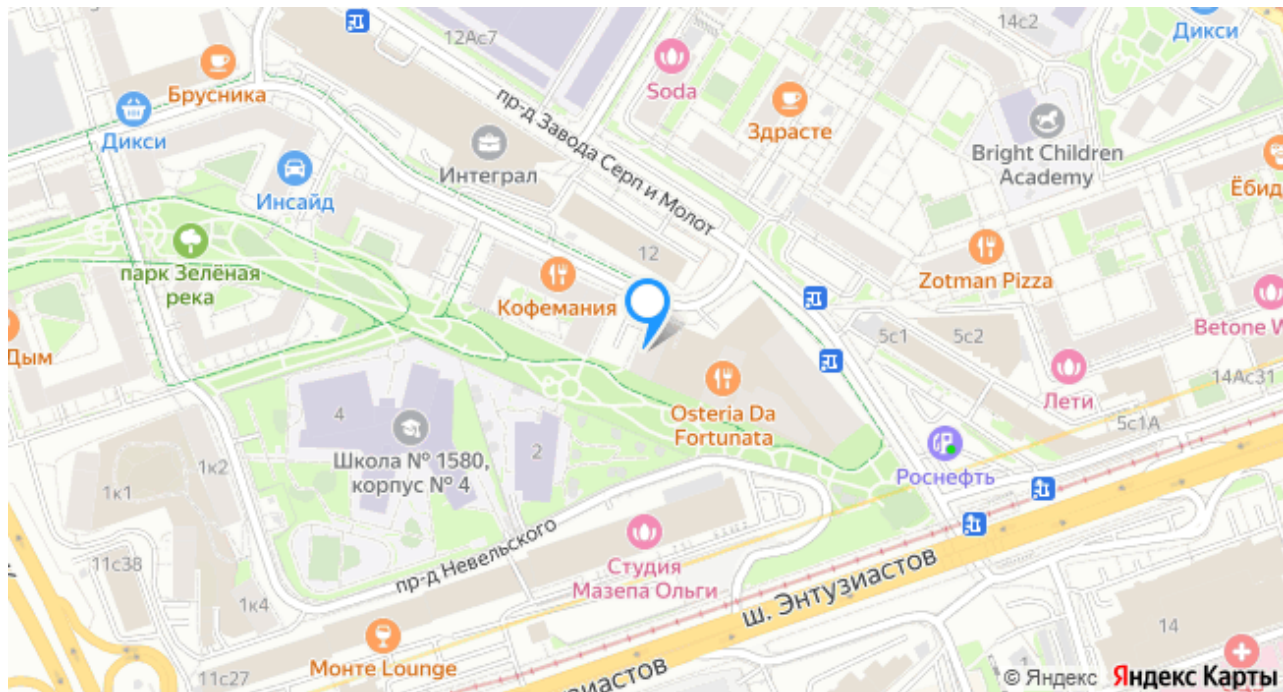 14с2
Дикси
12Ас7
Брусника
Soda
пр-д Завода Серп и Молот
Здрасте
Дикси
Интеграл
Bright Children
Academy
Инсайд
12
парк Зелёная
река
Кофемания
Zotman Pizza
Дым
5с1
5с2
14Ас31
Лети
Osteria Da
Fortunata
5с1А
4
2
Школа № 1580,
корпус № 4
1к2
1к1
Роснефть
пр-д Невельского
11с38
Студия
Мазепа Ольги
1к4
ш. Энтузиастов
14
Монте Lounge
11с27
© Яндекс Яндекс Карты